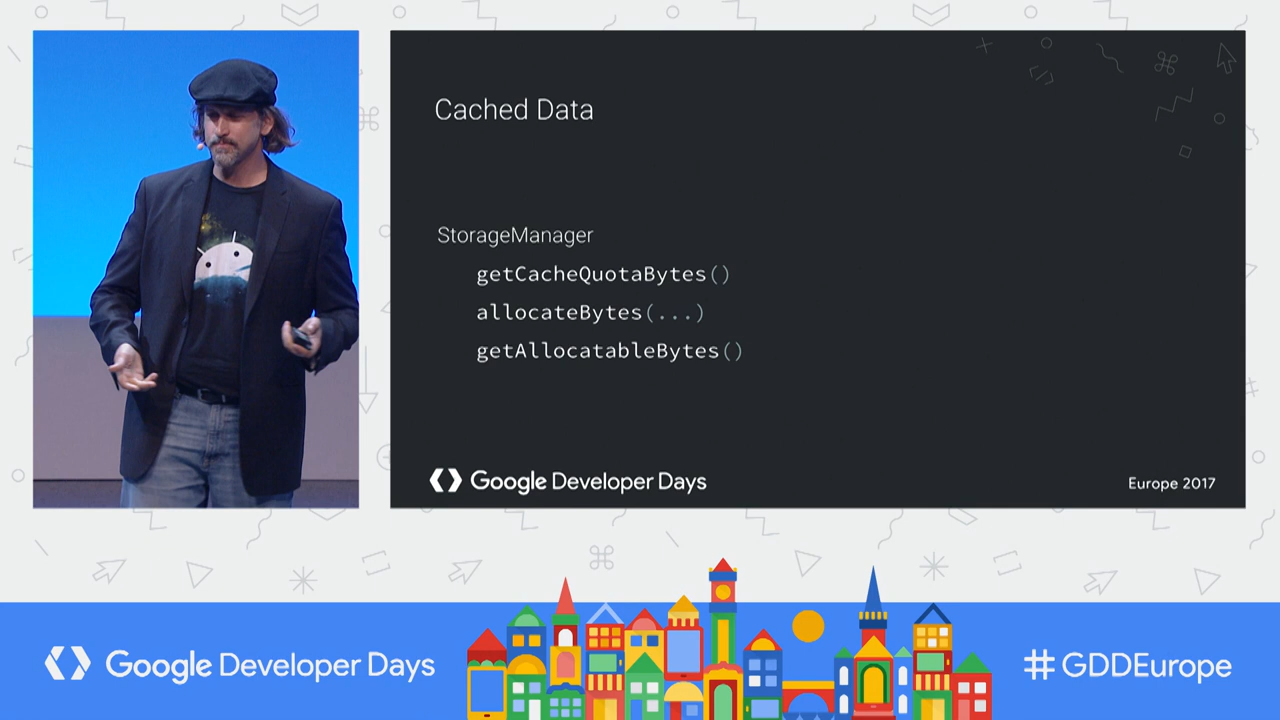 Cached Data
StorageManager
getCacheQuotaBytes()
allocateBytes(...)
getAllocatableBytes()
Google Developer Days
Europe 2017
Google Developer Days
#GDDEurope